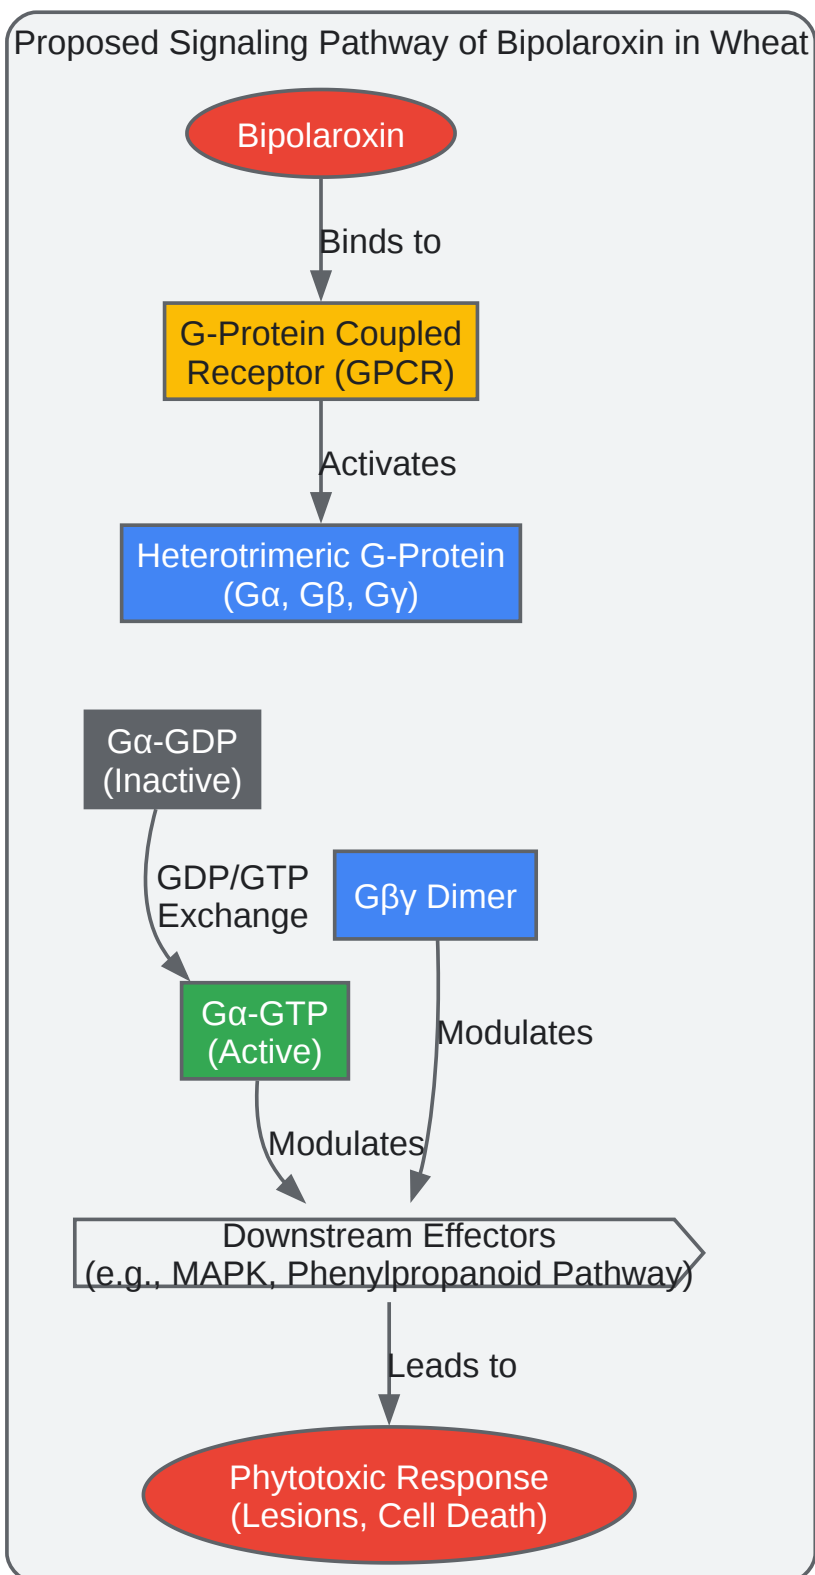 Proposed Signaling Pathway of Bipolaroxin in Wheat
Bipolaroxin
Binds to
G-Protein Coupled
Receptor (GPCR)
Activates
Heterotrimeric G-Protein
(Gα, Gβ, Gγ)
Gα-GDP
(Inactive)
GDP/GTP
Exchange
Gβγ Dimer
Gα-GTP
(Active)
Modulates
Modulates
Downstream Effectors
(e.g., MAPK, Phenylpropanoid Pathway)
Leads to
Phytotoxic Response
(Lesions, Cell Death)